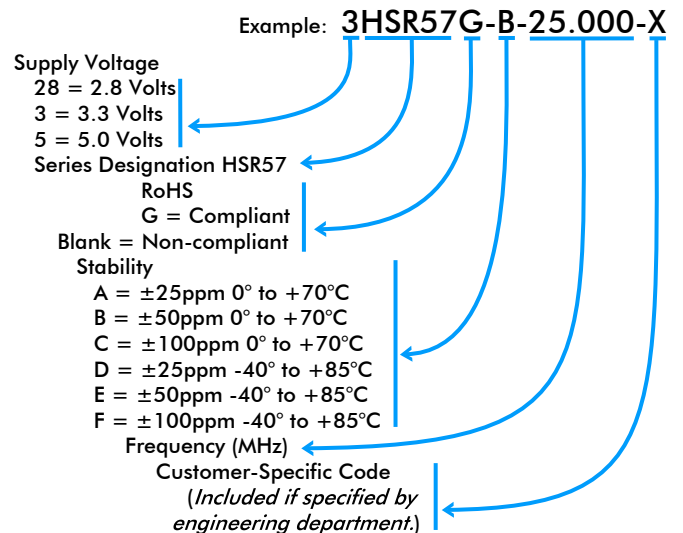 Example: 3HSR57G-B-25.000-X
Supply Voltage
28 = 2.8 Volts
3 = 3.3 Volts
5 = 5.0 Volts
Series Designation HSR57
RoHS
G = Compliant
Blank = Non-compliant
Stability
A = ±25ppm 0° to +70°C
B = ±50ppm 0° to +70°C
C = ±100ppm 0° to +70°C
D = ±25ppm -40° to +85°C
E = ±50ppm -40° to +85°C
F = ±100ppm -40° to +85°C
Frequency (MHz)
Customer-Specific Code
(Included if specified by
engineering department.)